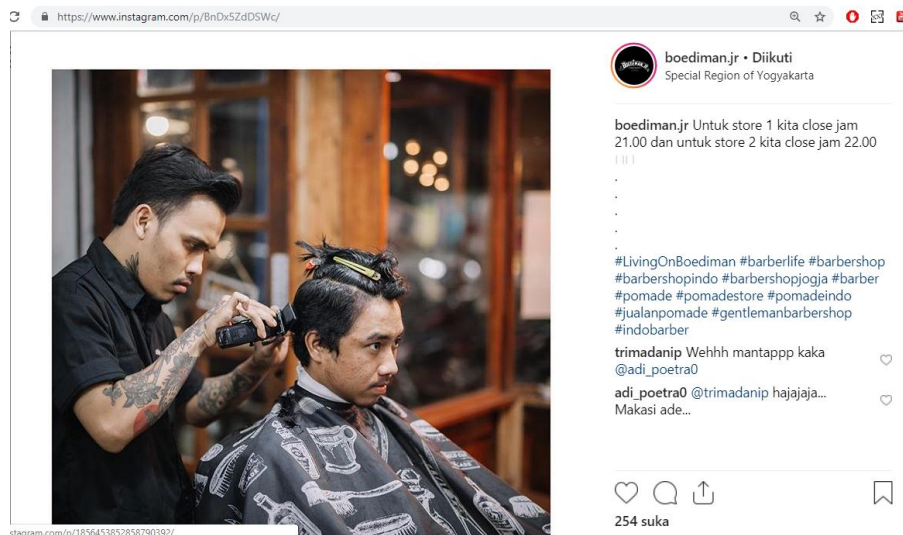 https://www.instagram.com/p/BnDx5ZdDSWc/
boediman.jr • Diikuti
Special Region of Yogyakarta
boediman.jr Untuk store 1 kita close jam
21.00 dan untuk store 2 kita close jam 22.00
.
.
.
.
.
#LivingOnBoediman #barberlife #barbershop
#barbershopindo #barbershopjogja #barber
#pomade #pomadestore #pomadeindo
#jualanpomade #gentlemanbarbershop
#indobarber
trimadanip Wehhh mantappp kaka
@adi_poetra0
adi_poetra0 @trimadanip hajajaja...
Makasi ade...
254 suka
stagram.com/p/1856453852858790392/